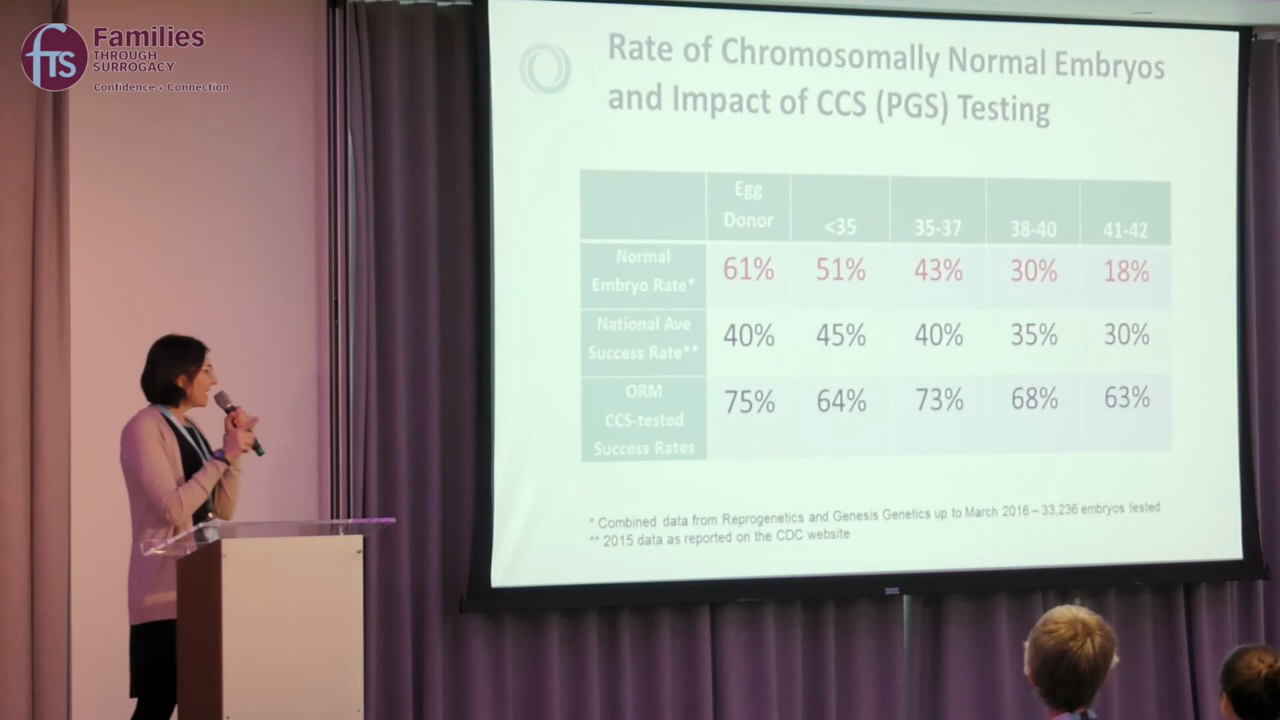 fts
Families
THROUGH
SURROGACY
Confidence + Connection
Rate of Chromosomally Normal Embryos
and Impact of CCS (PGS) Testing
Egg Donor <35 35-37 38-40 41-42
Normal Embryo Rate* 61% 51% 43% 30% 18%
National Ave Success Rate** 40% 45% 40% 35% 30%
ORM CCS-tested Success Rates 75% 64% 73% 68% 63%
* Combined data from Reprogenetics and Genesis Genetics up to March 2016 – 33,236 embryos tested
** 2015 data as reported on the CDC website